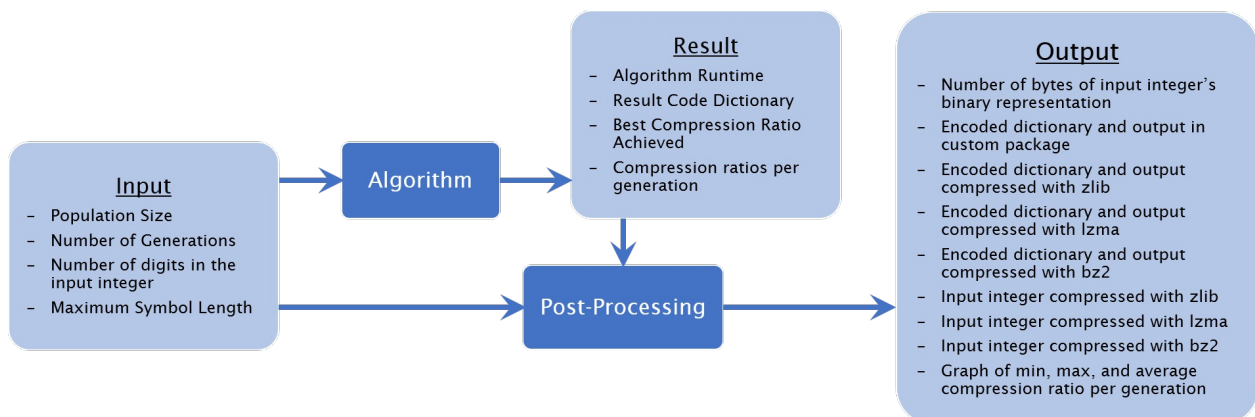 Input
– Population Size
– Number of Generations
– Number of digits in the
input integer
– Maximum Symbol Length
Algorithm
Result
– Algorithm Runtime
– Result Code Dictionary
– Best Compression Ratio
Achieved
– Compression ratios per
generation
Post-Processing
Output
– Number of bytes of input integer’s
binary representation
– Encoded dictionary and output in
custom package
– Encoded dictionary and output
compressed with zlib
– Encoded dictionary and output
compressed with lzma
– Encoded dictionary and output
compressed with bz2
– Input integer compressed with zlib
– Input integer compressed with lzma
– Input integer compressed with bz2
– Graph of min, max, and average
compression ratio per generation